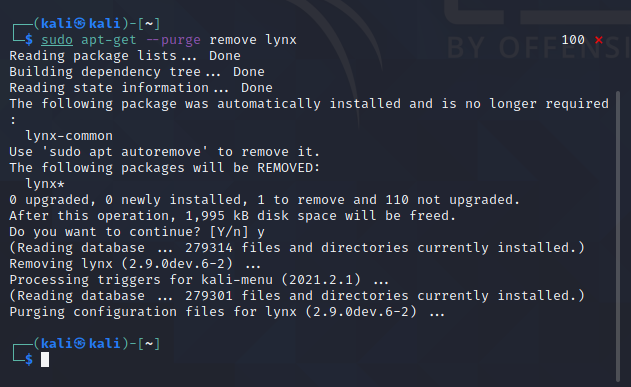 ┌──(kali㉿kali)-[~]
└─$ sudo apt-get --purge remove lynx 100 ⨯
Reading package lists... Done
Building dependency tree... Done
Reading state information... Done
The following package was automatically installed and is no longer required
:
  lynx-common
Use 'sudo apt autoremove' to remove it.
The following packages will be REMOVED:
  lynx*
0 upgraded, 0 newly installed, 1 to remove and 110 not upgraded.
After this operation, 1,995 kB disk space will be freed.
Do you want to continue? [Y/n] y
(Reading database ... 279314 files and directories currently installed.)
Removing lynx (2.9.0dev.6-2) ...
Processing triggers for kali-menu (2021.2.1) ...
(Reading database ... 279301 files and directories currently installed.)
Purging configuration files for lynx (2.9.0dev.6-2) ...
┌──(kali㉿kali)-[~]
└─$
BY OFFENSI